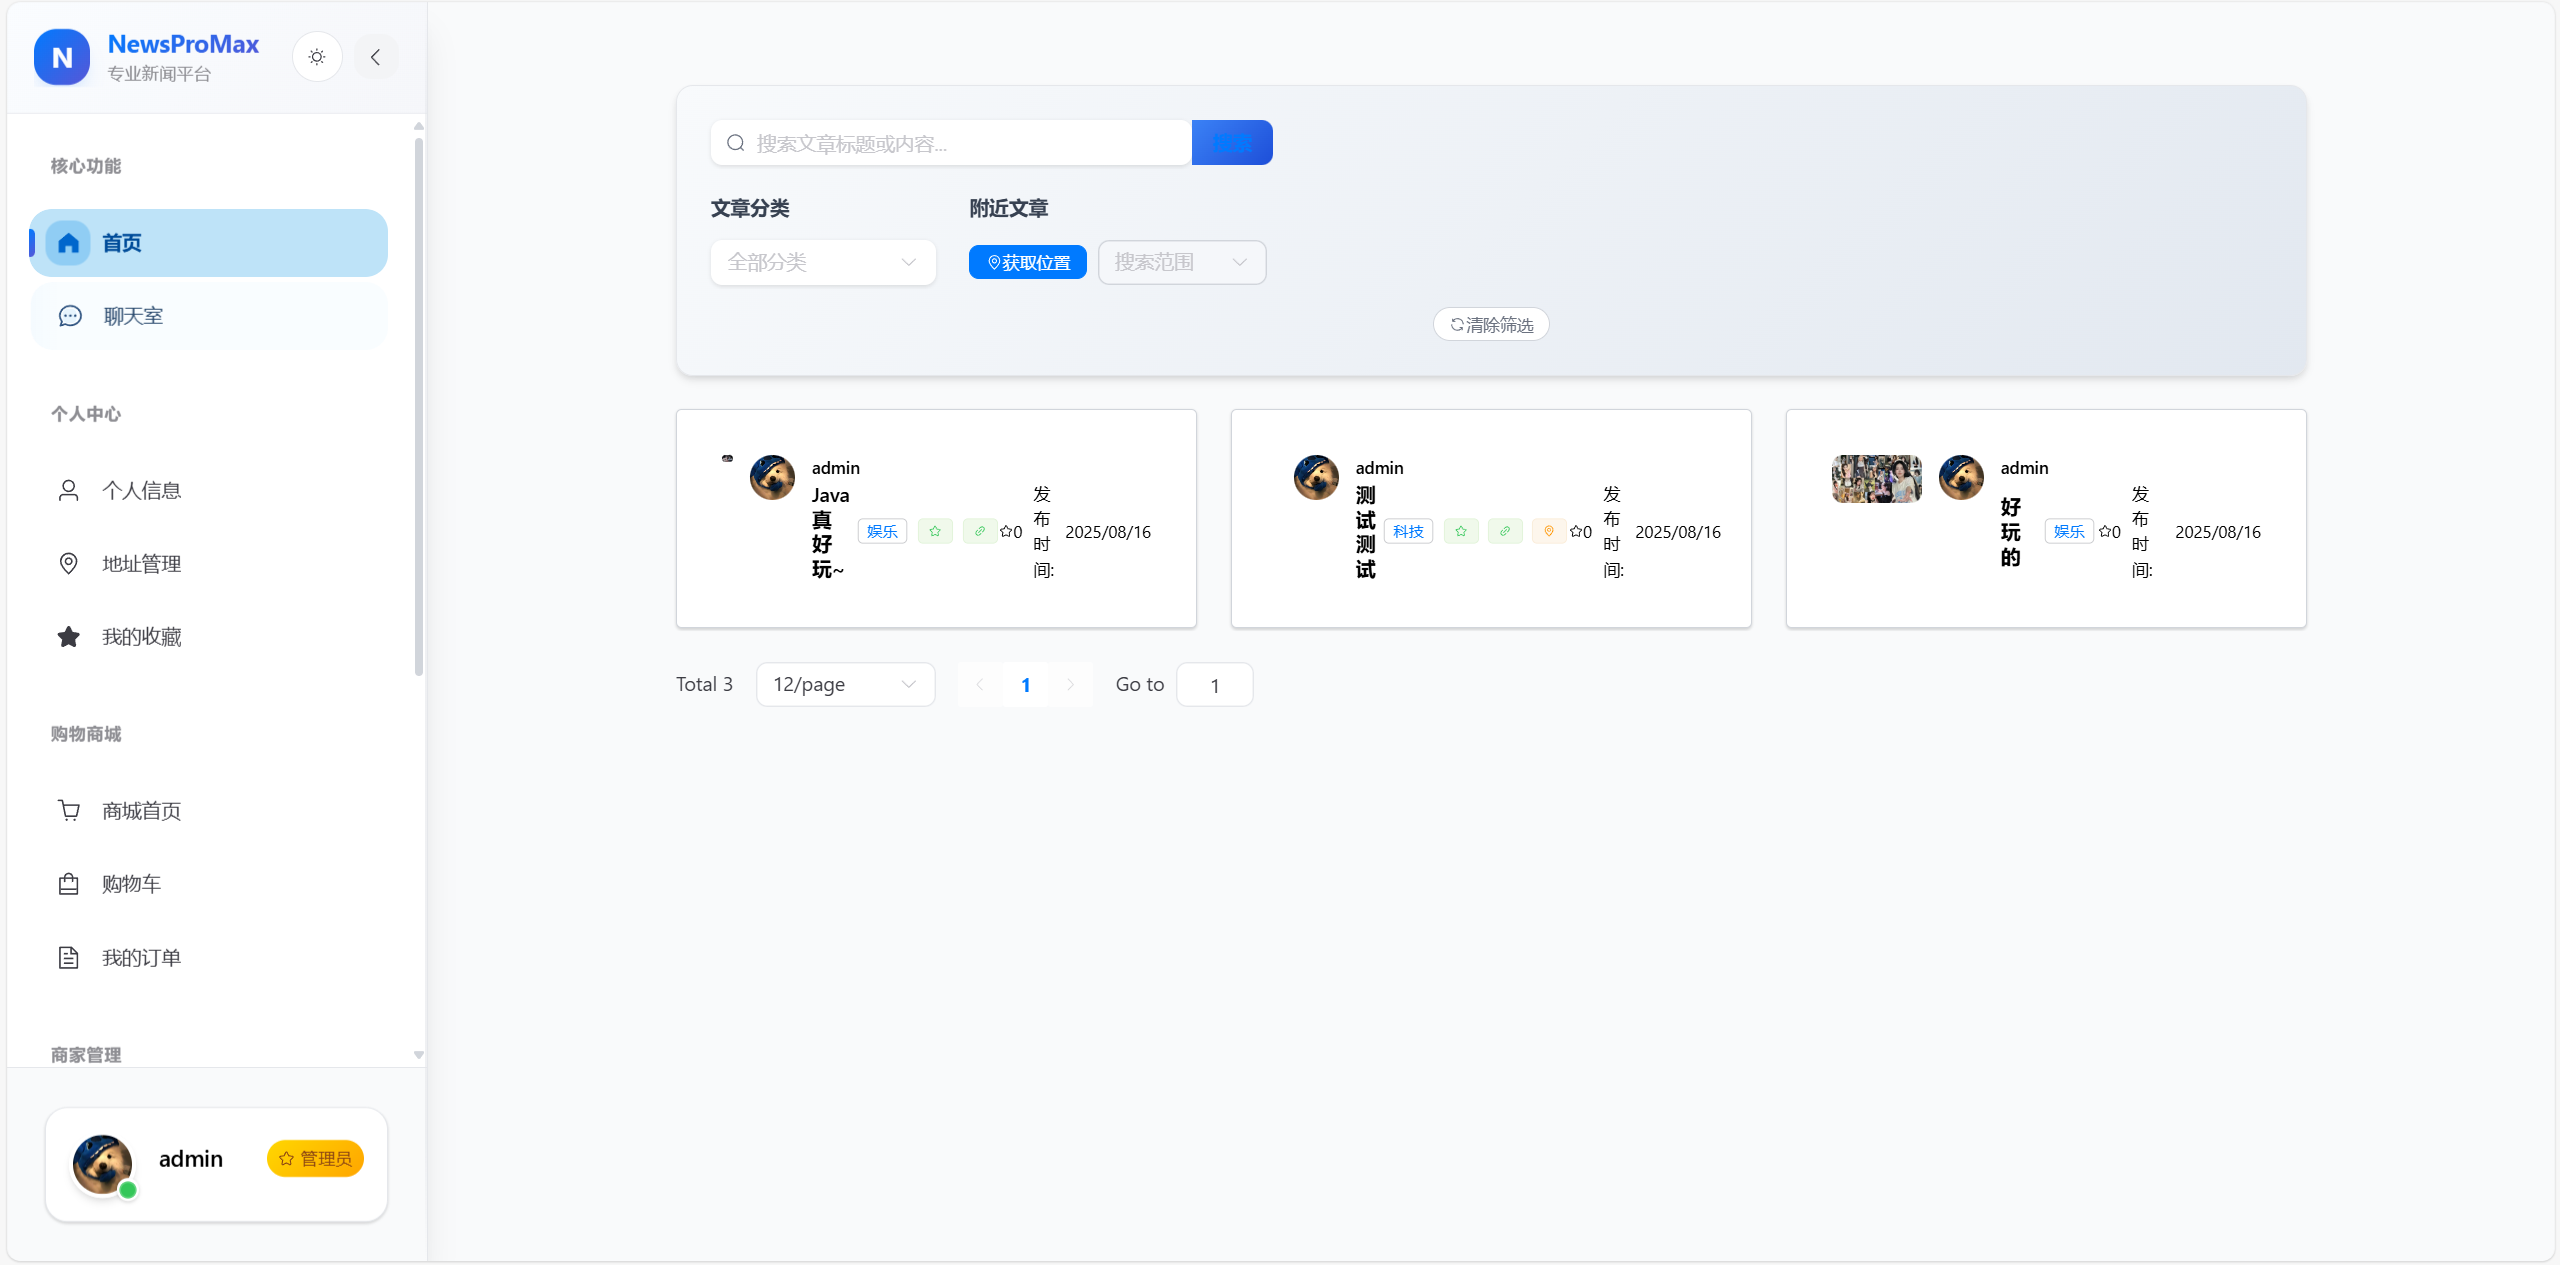 N
NewsProMax
专业新闻平台
核心功能
首页
聊天室
个人中心
个人信息
地址管理
我的收藏
购物商城
商城首页
购物车
我的订单
商家管理
admin
管理员
搜索文章标题或内容...
搜索
文章分类
附近文章
全部分类
获取位置
搜索范围
清除筛选
admin
Java
真
好
玩~
娱乐
0
发
布
时
间:
2025/08/16
admin
测
试
测
试
科技
0
发
布
时
间:
2025/08/16
admin
好
玩
的
娱乐
0
发
布
时
间:
2025/08/16
Total 3
12/page
1
Go to
1